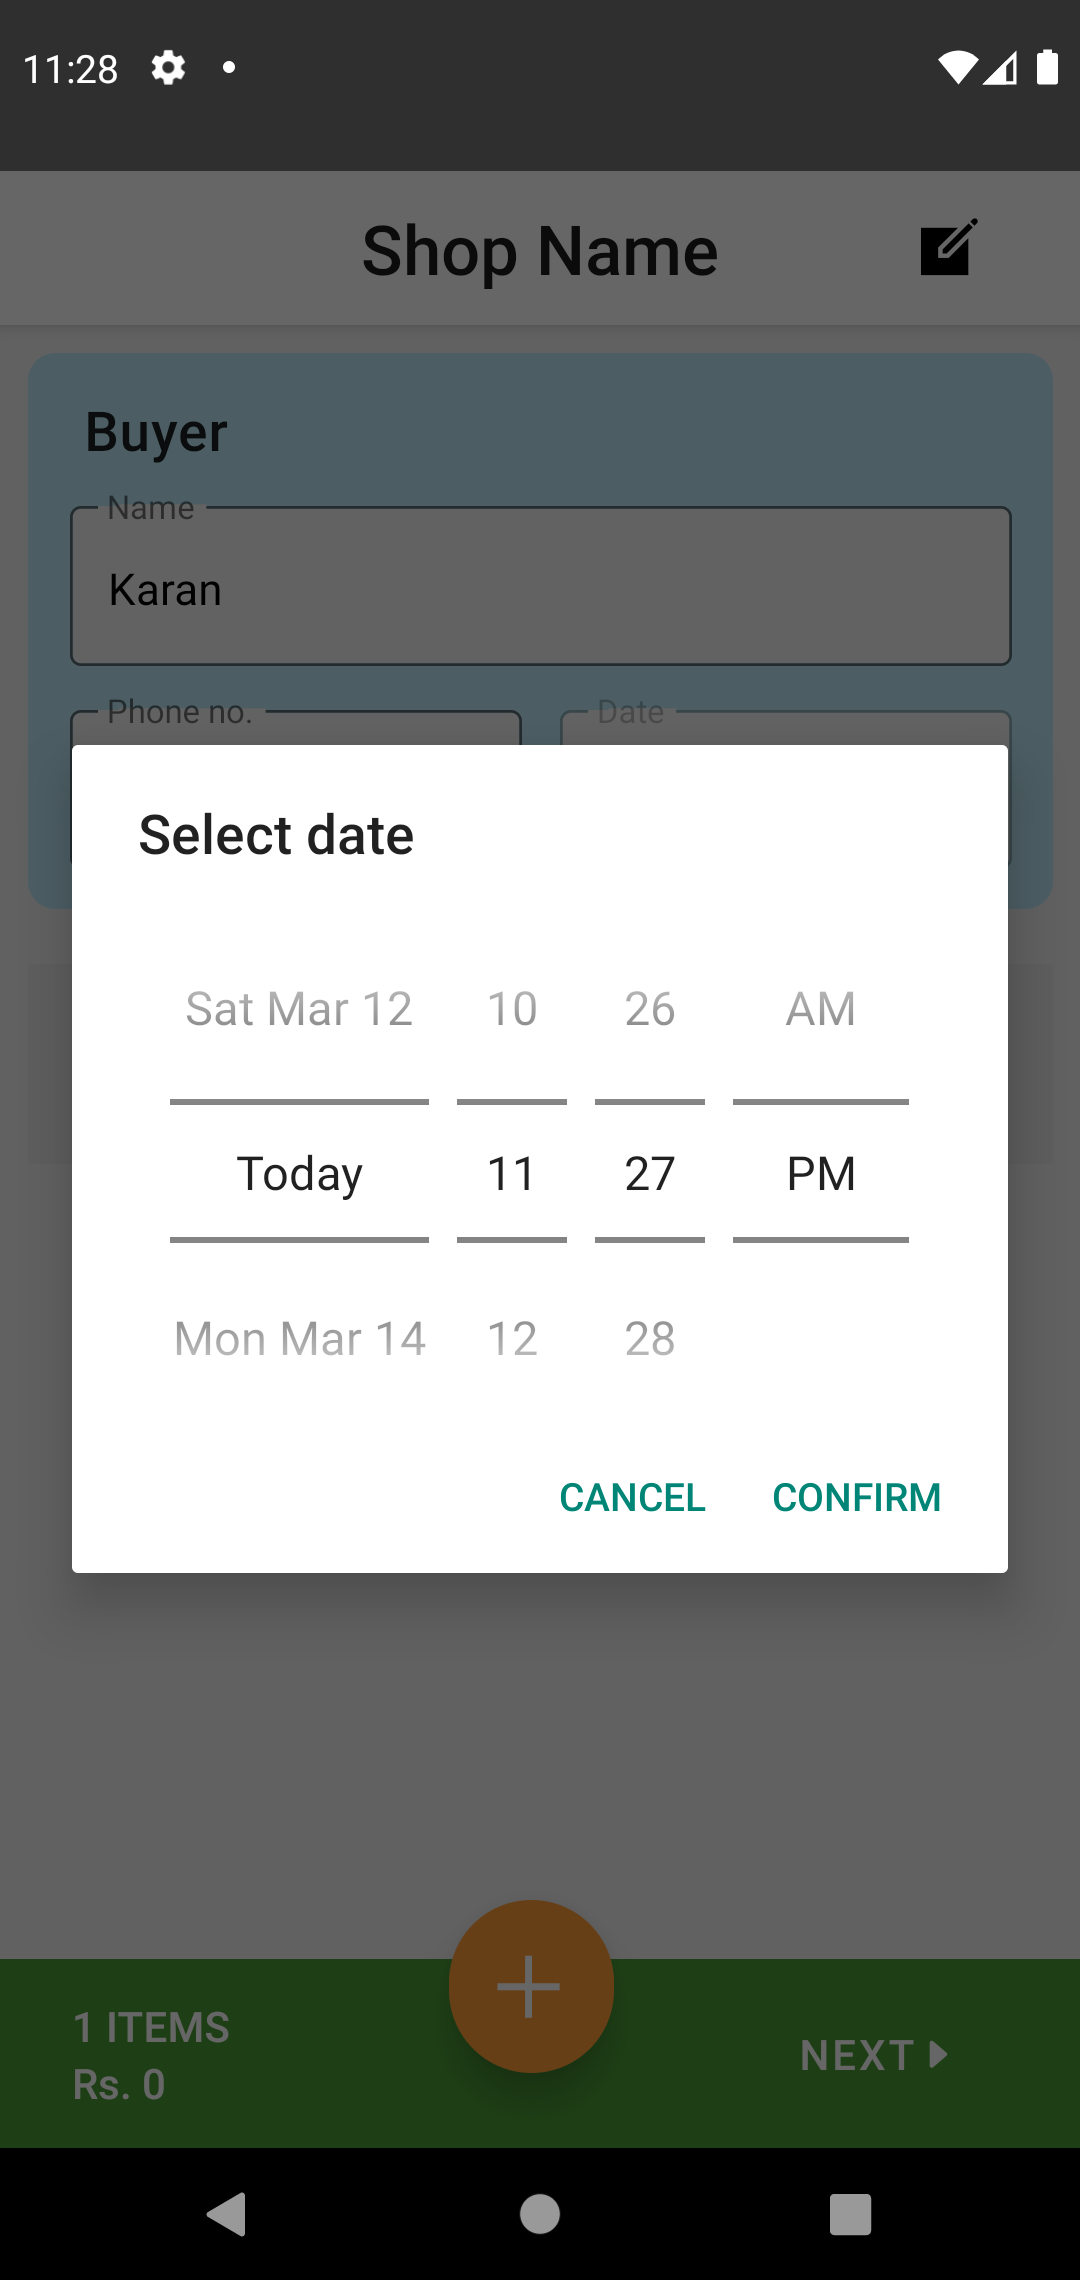 11:28
Shop Name
Buyer
Name
Karan
Phone no.
Date
Select date
Sat Mar 12 10 26 AM
Today 11 27 PM
Mon Mar 14 12 28
CANCEL CONFIRM
1 ITEMS
Rs. 0
NEXT